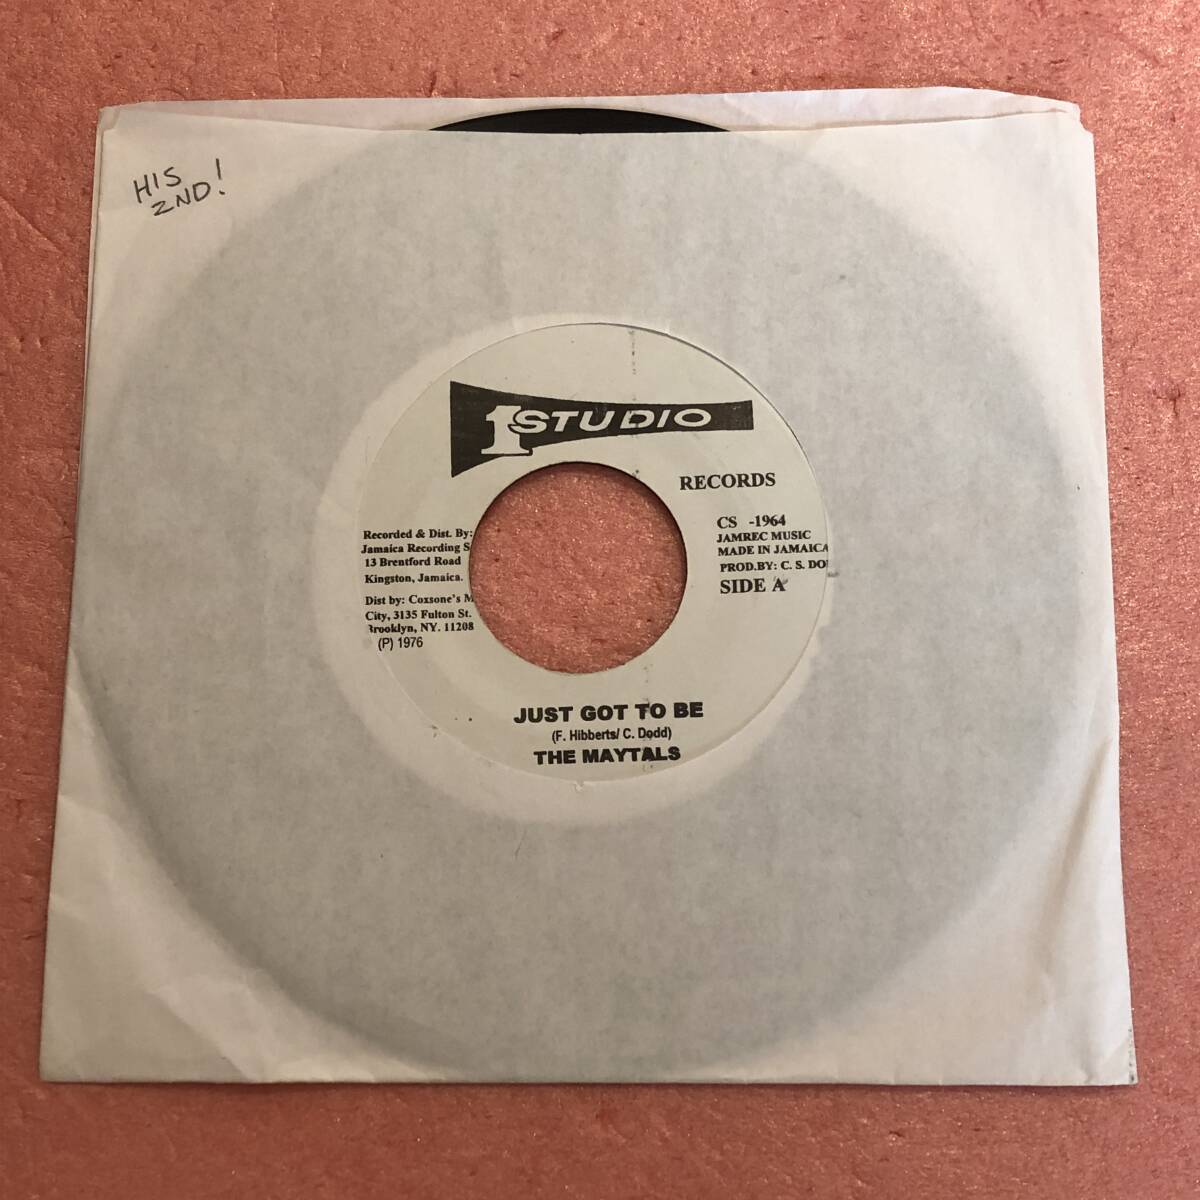 HIS
2ND!
1 STUDIO
RECORDS
CS -1964
JAMREC MUSIC
MADE IN JAMAICA
PROD.BY: C. S. DO
SIDE A
Recorded & Dist. By:
Jamaica Recording S
13 Brentford Road
Kingston, Jamaica.
Dist by: Coxsone's M
City, 3135 Fulton St.
Brooklyn, NY. 11208
(P) 1976
JUST GOT TO BE
(F. Hibberts/ C. Dodd)
THE MAYTALS